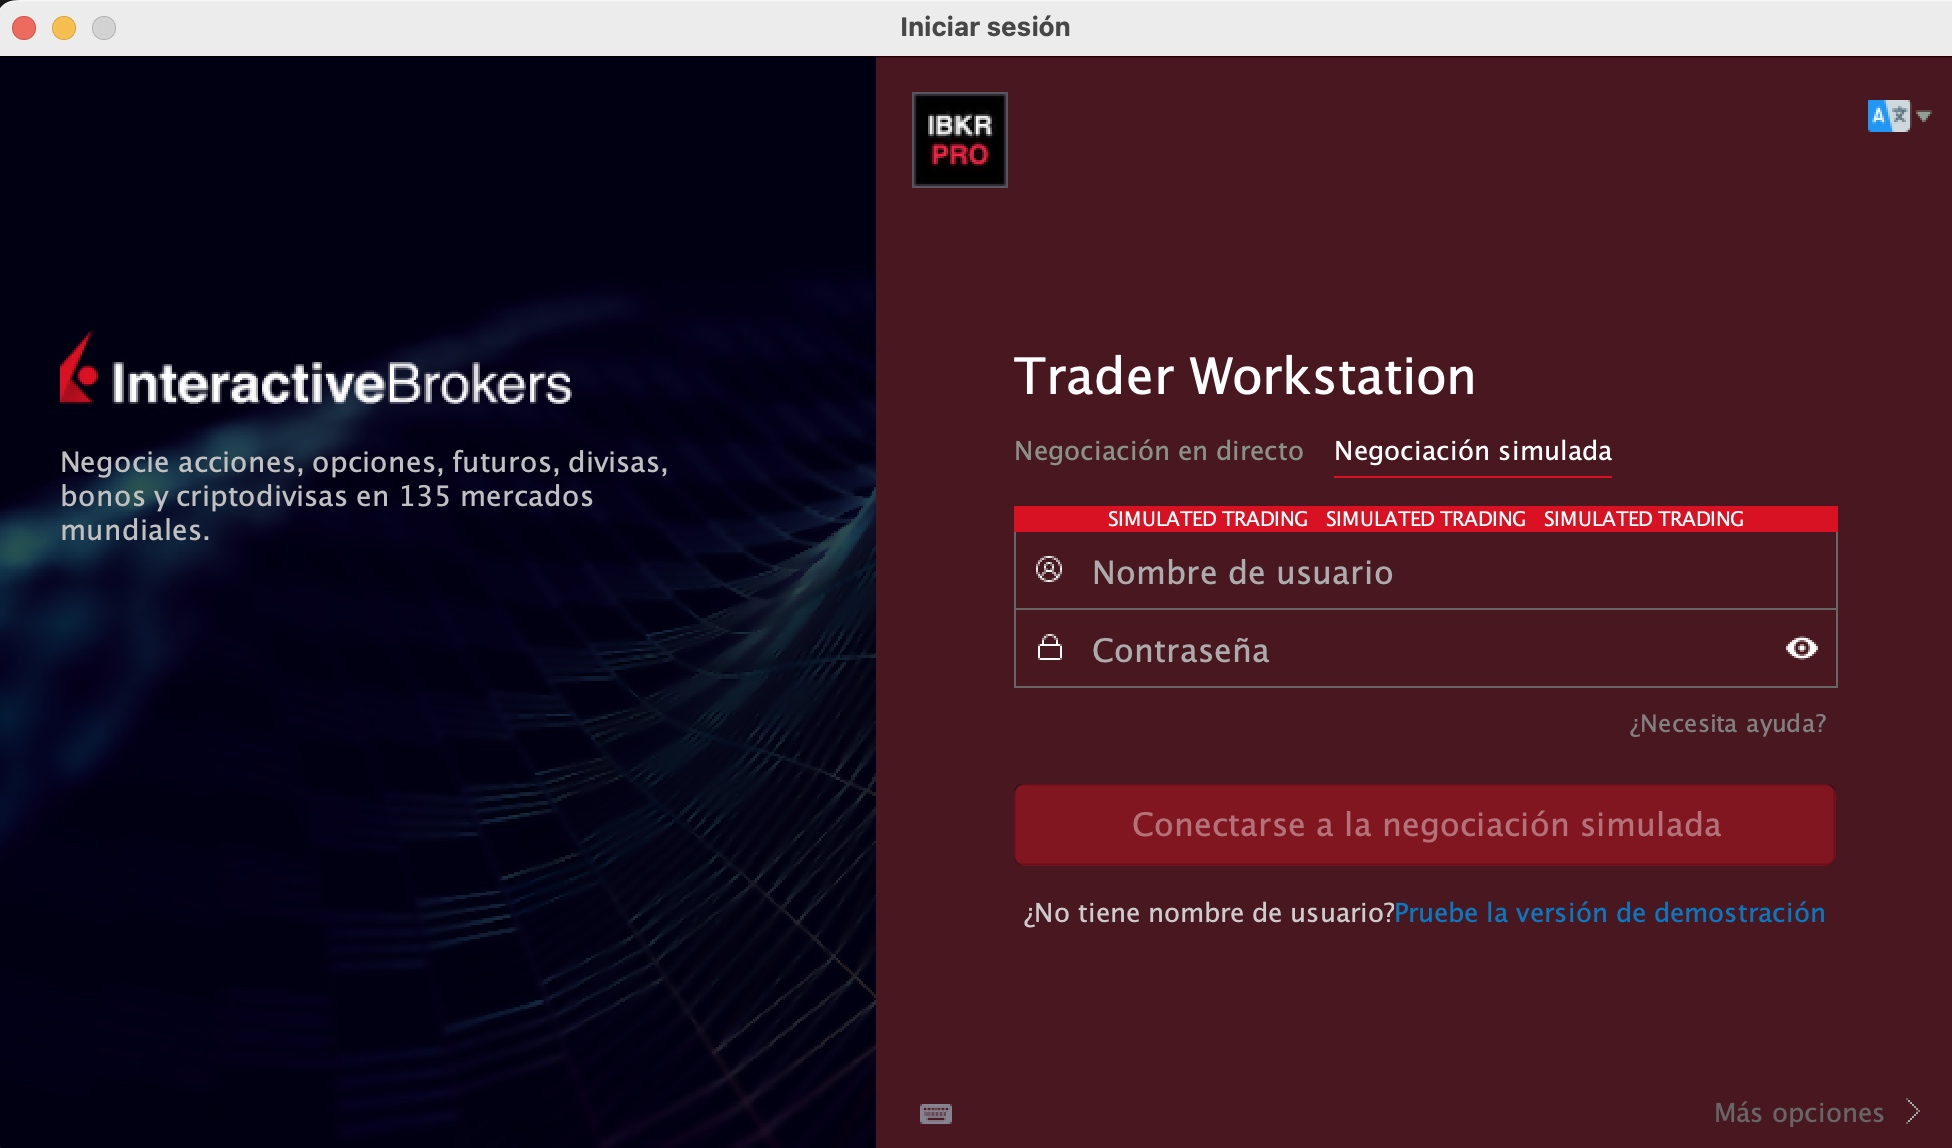 Iniciar sesión
IBKR
PRO
InteractiveBrokers
Negocie acciones, opciones, futuros, divisas,
bonos y criptodivisas en 135 mercados
mundiales.
Trader Workstation
Negociación en directo Negociación simulada
SIMULATED TRADING SIMULATED TRADING SIMULATED TRADING
Nombre de usuario
Contraseña
¿Necesita ayuda?
Conectarse a la negociación simulada
¿No tiene nombre de usuario?Pruebe la versión de demostración
Más opciones